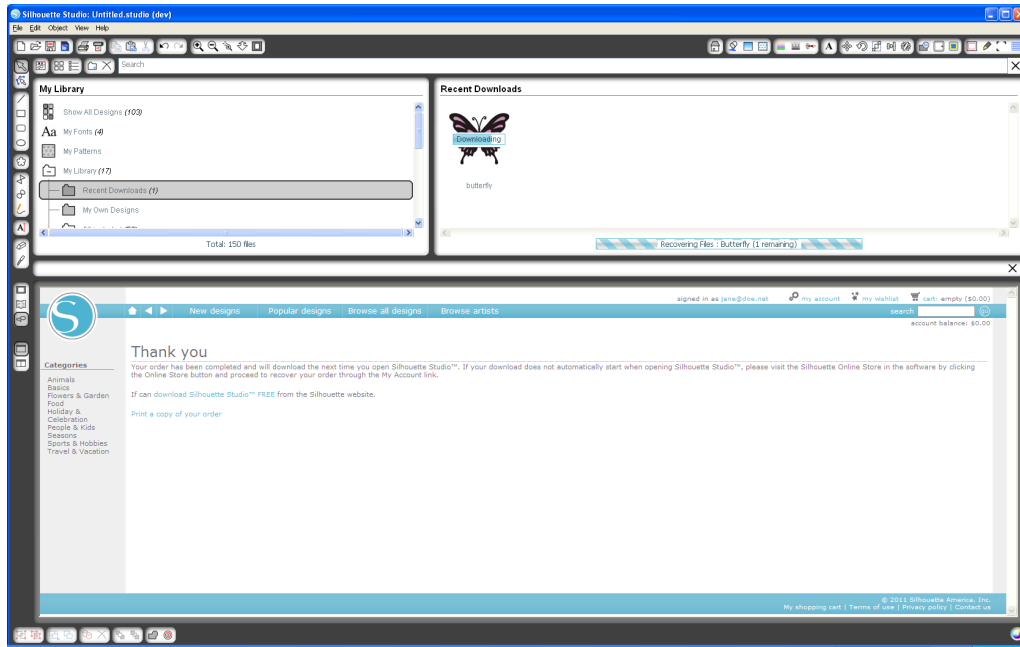 Silhouette Studio: Untitled.studio (dev)
File Edit Object View Help
Search
My Library
Show All Designs (103)
Aa My Fonts (4)
My Patterns
My Library (17)
Recent Downloads (1)
My Own Designs
Total: 150 files
Recent Downloads
Downloading
butterfly
Recovering Files : Butterfly (1 remaining)
signed in as jane@doe.net my account my wishlist cart: empty ($0.00)
New designs Popular designs Browse all designs Browse artists search go
account balance: $0.00
S
Categories
Animals
Basics
Flowers & Garden
Food
Holiday &
Celebration
People & Kids
Seasons
Sports & Hobbies
Travel & Vacation
Thank you
Your order has been completed and will download the next time you open Silhouette Studio™. If your download does not automatically start when opening Silhouette Studio™, please visit the Silhouette Online Store in the software by clicking
the Online Store button and proceed to recover your order through the My Account link.
If can download Silhouette Studio™ FREE from the Silhouette website.
Print a copy of your order
© 2011 Silhouette America, Inc.
My shopping cart | Terms of use | Privacy policy | Contact us